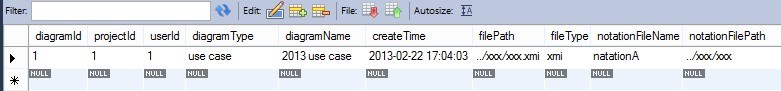 Filter: Edit: File: Autosize:
diagramId projectId userId diagramType diagramName createTime filePath fileType notationFileName notationFilePath
1 1 1 use case 2013 use case 2013-02-22 17:04:03 ../xxx/xxx.xmi xmi natationA ../xxx/xxx
NULL NULL NULL NULL NULL NULL NULL NULL NULL NULL